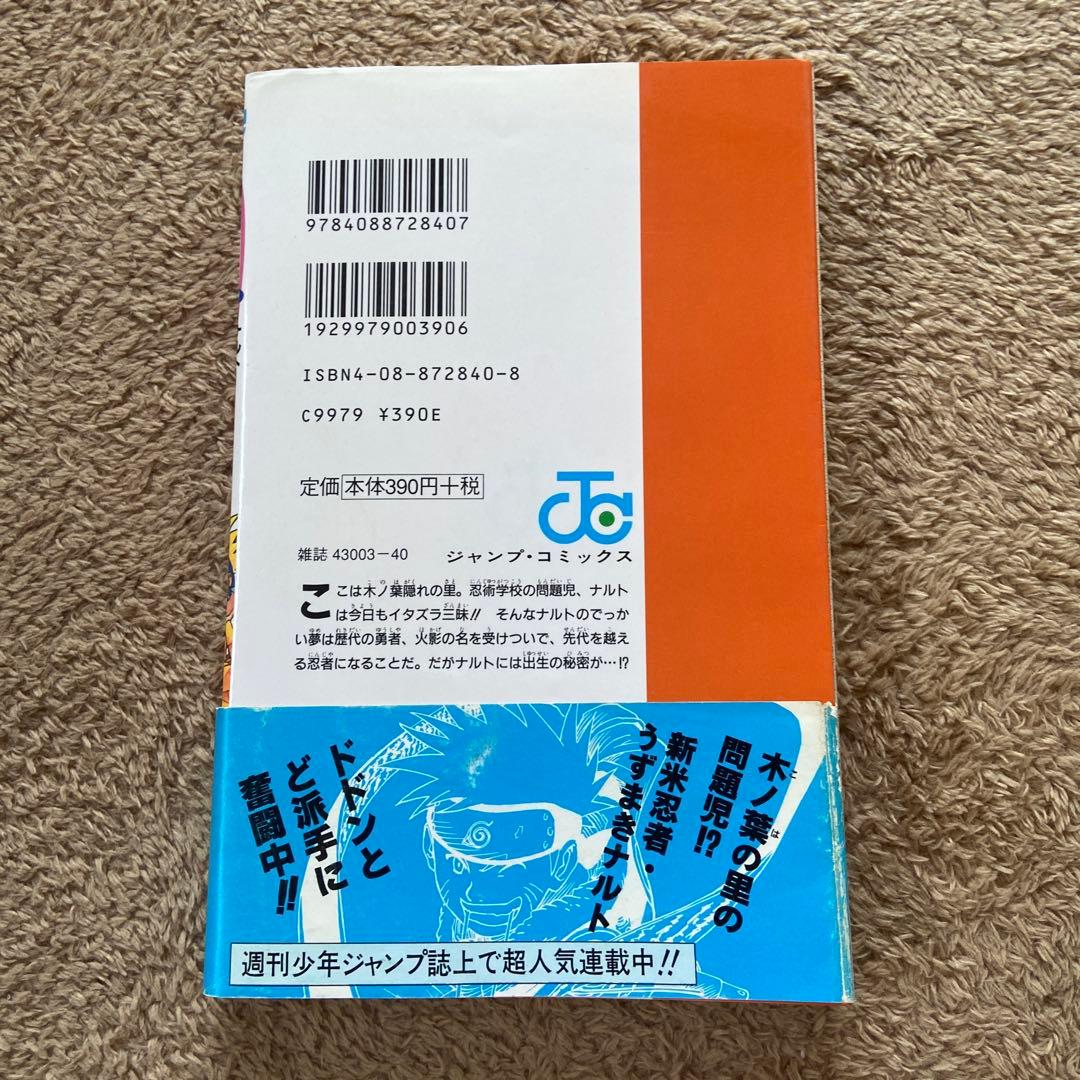 9784088728407
1929979003906
ISBN4-08-872840-8
C9979 ¥390E
定価 本体390円+税
雑誌 43003-40
ジャンプ・コミックス
ここは木ノ葉隠れの里。忍術学校の問題児、ナルト
は今日もイタズラ三昧!! そんなナルトのでっか
い夢は歴代の勇者、火影の名を受けついで、先代を越え
る忍者になることだ。だがナルトには出生の秘密が…!?
木ノ葉の里の
問題児!?
新米忍者・
うずまきナルト
ドドンと
ど派手に
奮闘中!!
週刊少年ジャンプ誌上で超人気連載中!!